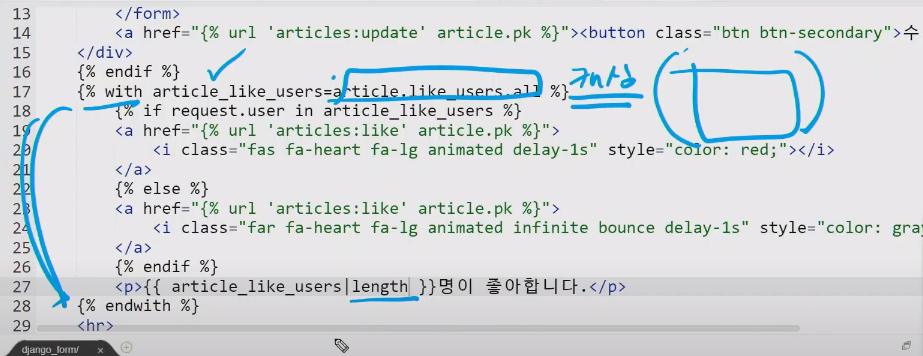 13 </form>
14 <a href="{% url 'articles:update' article.pk %}"><button class="btn btn-secondary">수
15 </div>
16 {% endif %}
17 {% with article_like_users=article.like_users.all %} 캐싱
18 {% if request.user in article_like_users %}
19 <a href="{% url 'articles:like' article.pk %}">
20 <i class="fas fa-heart fa-lg animated delay-1s" style="color: red;"></i>
21 </a>
22 {% else %}
23 <a href="{% url 'articles:like' article.pk %}">
24 <i class="far fa-heart fa-lg animated infinite bounce delay-1s" style="color: gray
25 </a>
26 {% endif %}
27 <p>{{ article_like_users|length }}명이 좋아합니다.</p>
28 {% endwith %}
29 <hr>
django_form/ ×